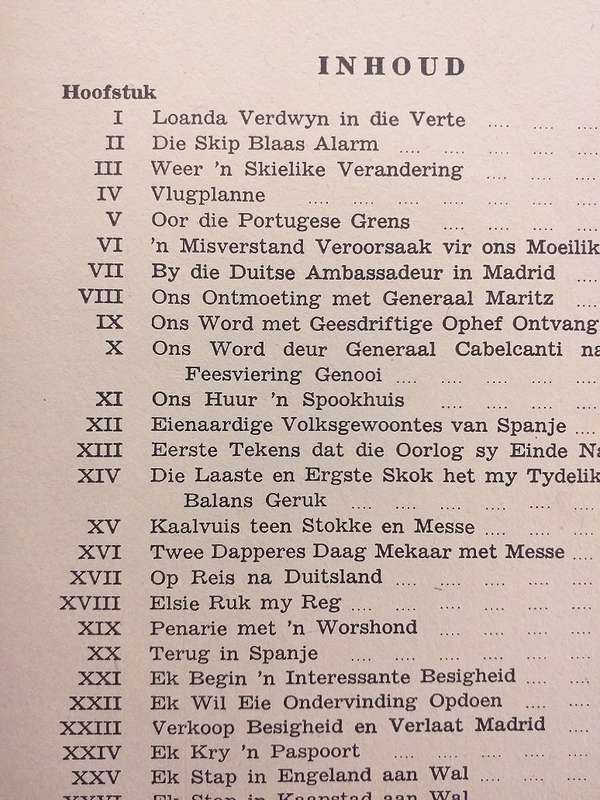 INHOUD
Hoofstuk
I Loanda Verdwyn in die Verte .... .... ....
II Die Skip Blaas Alarm .... .... .... .... ....
III Weer 'n Skielike Verandering .... .... ....
IV Vlugplanne .... .... .... .... .... .... ....
V Oor die Portugese Grens .... .... .... ....
VI 'n Misverstand Veroorsaak vir ons Moeilik
VII By die Duitse Ambassadeur in Madrid ....
VIII Ons Ontmoeting met Generaal Maritz ....
IX Ons Word met Geesdriftige Ophef Ontvang
X Ons Word deur Generaal Cabelcanti na
Feesviering Genooi .... .... .... .... ....
XI Ons Huur 'n Spookhuis .... .... .... ....
XII Eienaardige Volksgewoontes van Spanje ....
XIII Eerste Tekens dat die Oorlog sy Einde Na
XIV Die Laaste en Ergste Skok het my Tydelik
Balans Geruk .... .... .... .... .... ....
XV Kaalvuis teen Stokke en Messe .... .... ....
XVI Twee Dapperes Daag Mekaar met Messe ....
XVII Op Reis na Duitsland .... .... .... .... ....
XVIII Elsie Ruk my Reg .... .... .... .... .... ....
XIX Penarie met 'n Worshond .... .... .... ....
XX Terug in Spanje .... .... .... .... .... ....
XXI Ek Begin 'n Interessante Besigheid .... ....
XXII Ek Wil Eie Ondervinding Opdoen .... ....
XXIII Verkoop Besigheid en Verlaat Madrid ....
XXIV Ek Kry 'n Paspoort .... .... .... .... ....
XXV Ek Stap in Engeland aan Wal .... .... ....
XXVI Ek Stap in Kaapstad aan Wal .... .... ....